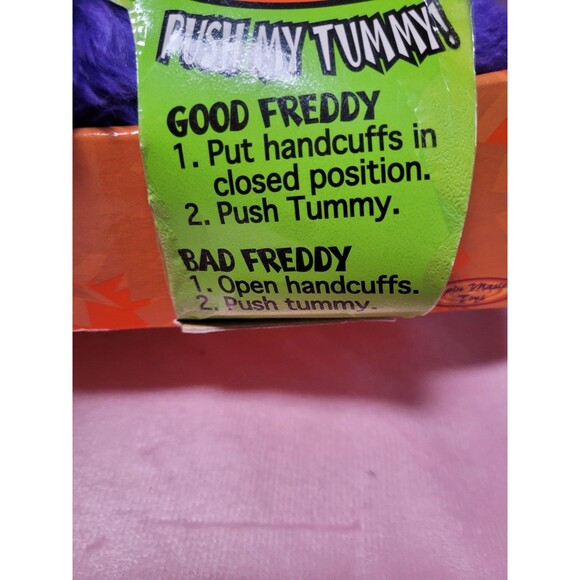 PUSH MY TUMMY!
GOOD FREDDY
1. Put handcuffs in
closed position.
2. Push Tummy.
BAD FREDDY
1. Open handcuffs.
2. Push tummy.
Toys